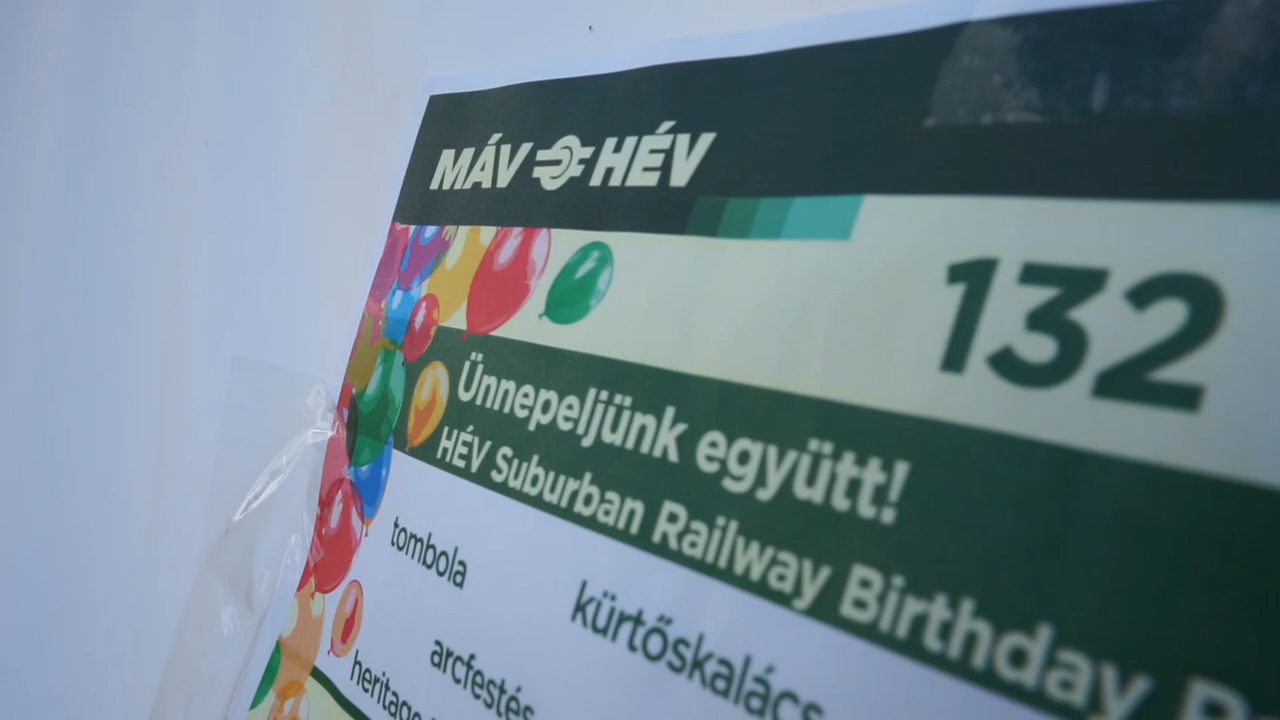 MÁV HÉV
132
Ünnepeljünk együtt!
HÉV Suburban Railway Birthday
tombola
kürtőskalács
arcfestés
heritage